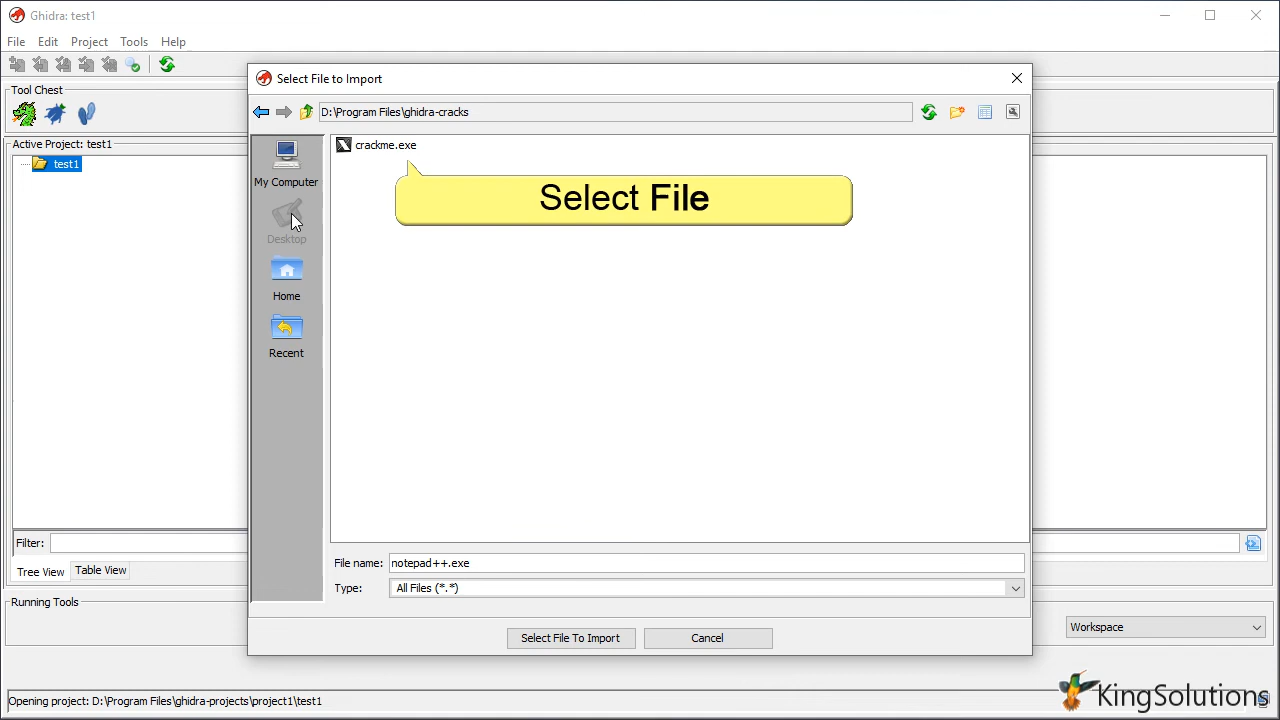 Ghidra: test1
File Edit Project Tools Help
Tool Chest
Active Project: test1
test1
Select File to Import
D:\Program Files\ghidra-cracks
crackme.exe
Select File
My Computer
Desktop
Home
Recent
File name: notepad++.exe
Type: All Files (*.*)
Select File To Import Cancel
Filter:
Tree View Table View
Running Tools
Workspace
Opening project: D:\Program Files\ghidra-projects\project1\test1
KingSolutions